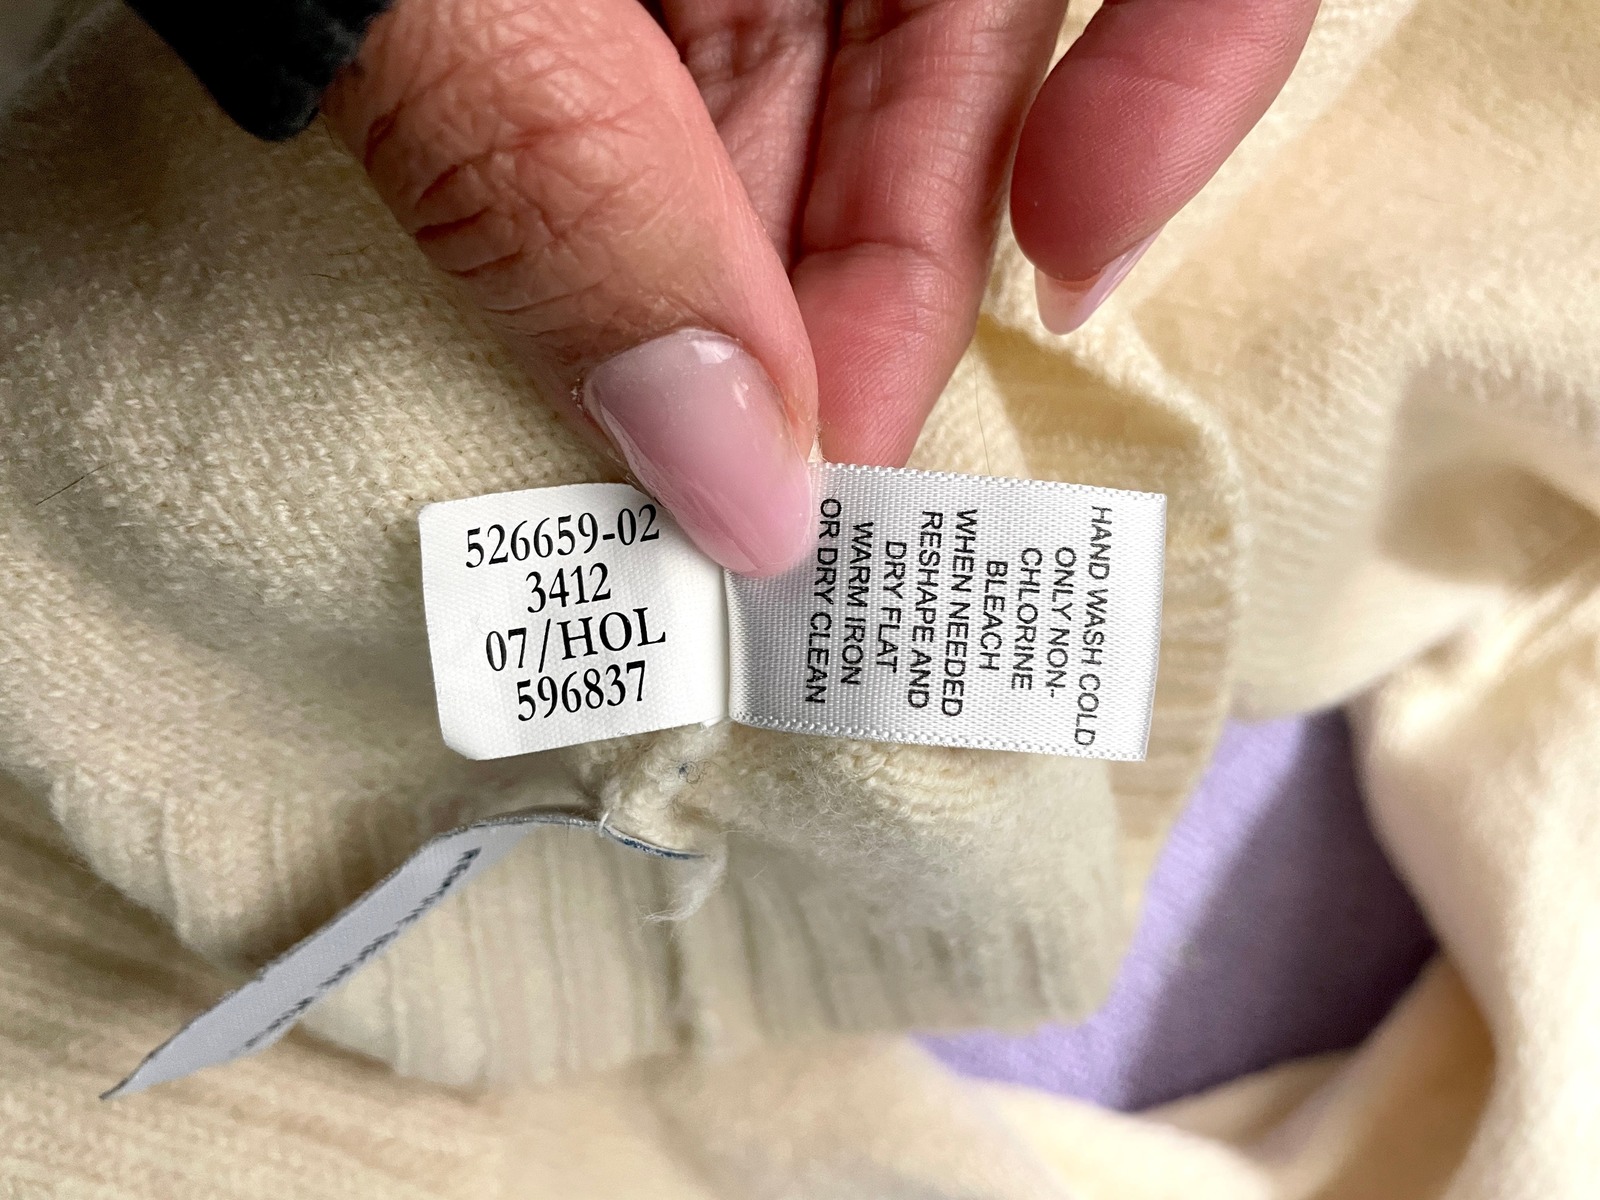 526659-02
3412
07/HOL
596837
HAND WASH COLD
ONLY NON-
CHLORINE
BLEACH
WHEN NEEDED
RESHAPE AND
DRY FLAT
WARM IRON
OR DRY CLEAN